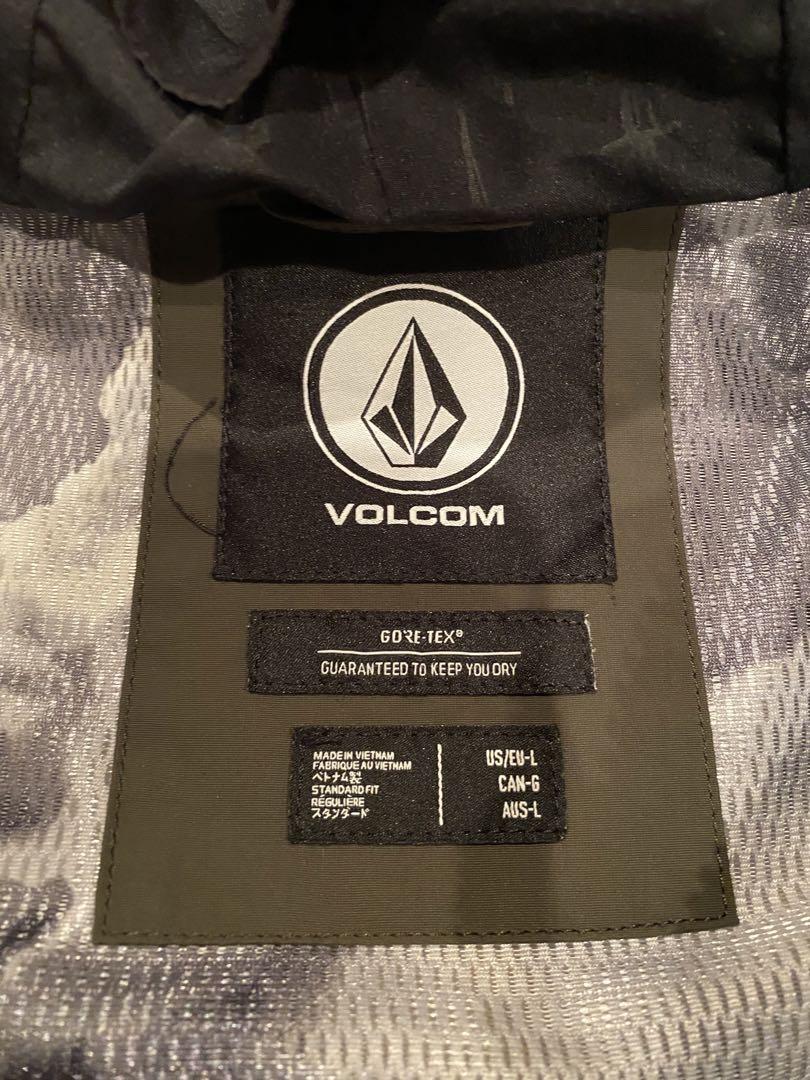 VOLCOM
GORE-TEX®
GUARANTEED TO KEEP YOU DRY
MADE IN VIETNAM
FABRIQUE AU VIETNAM
ベトナム製
STANDARD FIT
RÉGULIÈRE
スタンダード
US/EU-L
CAN-G
AUS-L